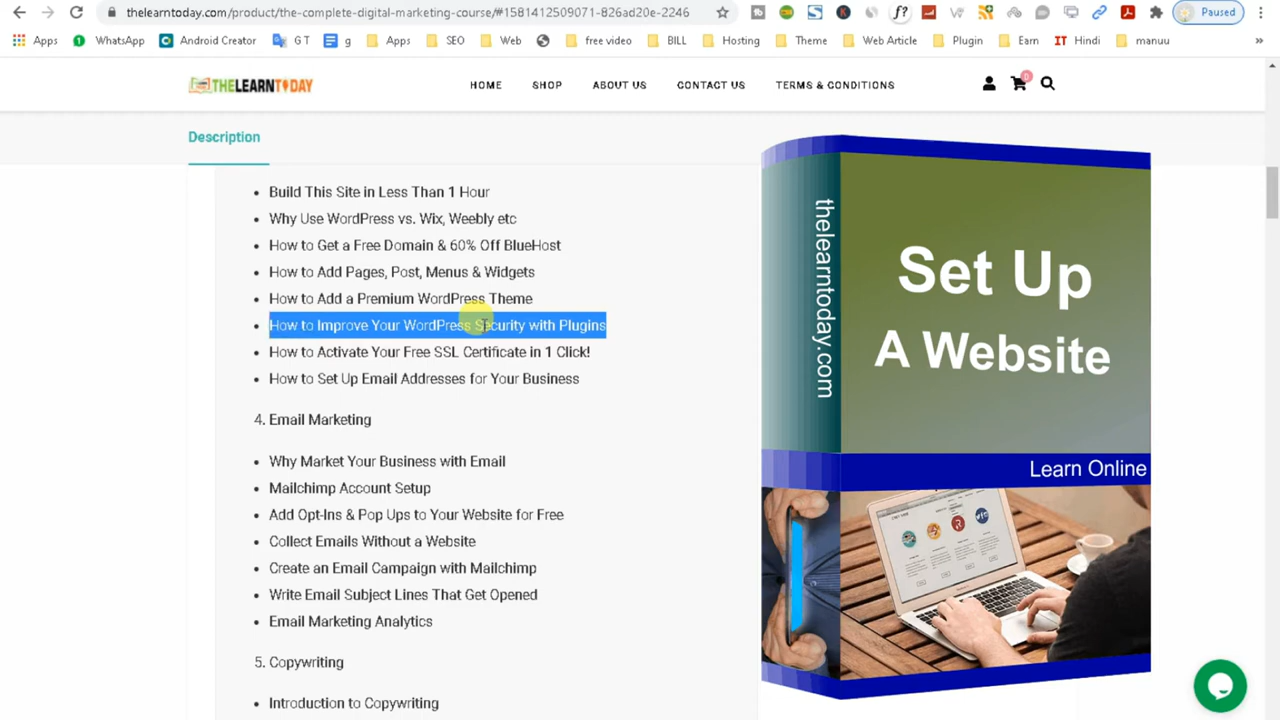 thelearntoday.com/product/the-complete-digital-marketing-course/#1581412509071-826ad20e-2246
Paused
Apps
WhatsApp
Android Creator
G T
g
Apps
SEO
Web
free video
BILL
Hosting
Theme
Web Article
Plugin
Earn
IT Hindi
manuu
»
THELEARNTODAY
HOME
SHOP
ABOUT US
CONTACT US
TERMS & CONDITIONS
0
Description
• Build This Site in Less Than 1 Hour
• Why Use WordPress vs. Wix, Weebly etc
• How to Get a Free Domain & 60% Off BlueHost
• How to Add Pages, Post, Menus & Widgets
• How to Add a Premium WordPress Theme
• How to Improve Your WordPress Security with Plugins
• How to Activate Your Free SSL Certificate in 1 Click!
• How to Set Up Email Addresses for Your Business
4. Email Marketing
• Why Market Your Business with Email
• Mailchimp Account Setup
• Add Opt-Ins & Pop Ups to Your Website for Free
• Collect Emails Without a Website
• Create an Email Campaign with Mailchimp
• Write Email Subject Lines That Get Opened
• Email Marketing Analytics
5. Copywriting
• Introduction to Copywriting
thelearntoday.com
Set Up
A Website
Learn Online